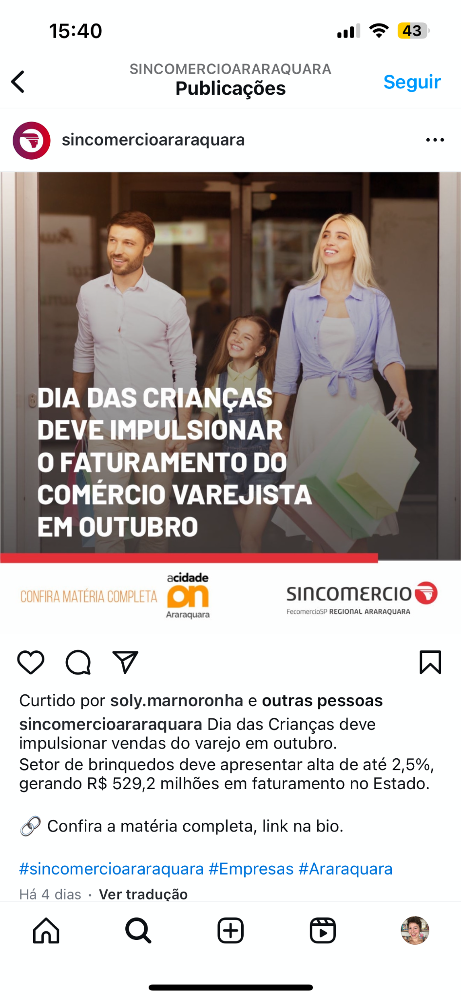 15:40
43
SINCOMERCIOARARAQUARA
Publicações
Seguir
sincomercioararaquara
DIA DAS CRIANÇAS
DEVE IMPULSIONAR
O FATURAMENTO DO
COMÉRCIO VAREJISTA
EM OUTUBRO
CONFIRA MATÉRIA COMPLETA
acidade
on
Araraquara
SINCOMERCIO
FecomercioSP REGIONAL ARARAQUARA
Curtido por soly.marnoronha e outras pessoas
sincomercioararaquara Dia das Crianças deve
impulsionar vendas do varejo em outubro.
Setor de brinquedos deve apresentar alta de até 2,5%,
gerando R$ 529,2 milhões em faturamento no Estado.
🔗 Confira a matéria completa, link na bio.
#sincomercioararaquara #Empresas #Araraquara
Há 4 dias · Ver tradução